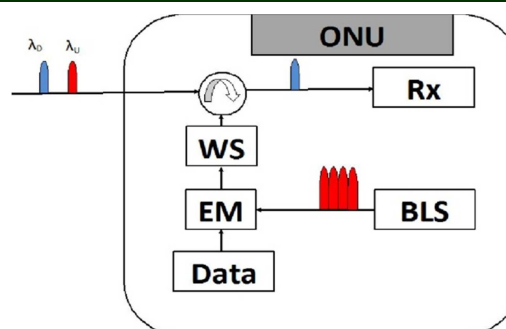 ONU
λD λU
Rx
WS
EM
BLS
Data